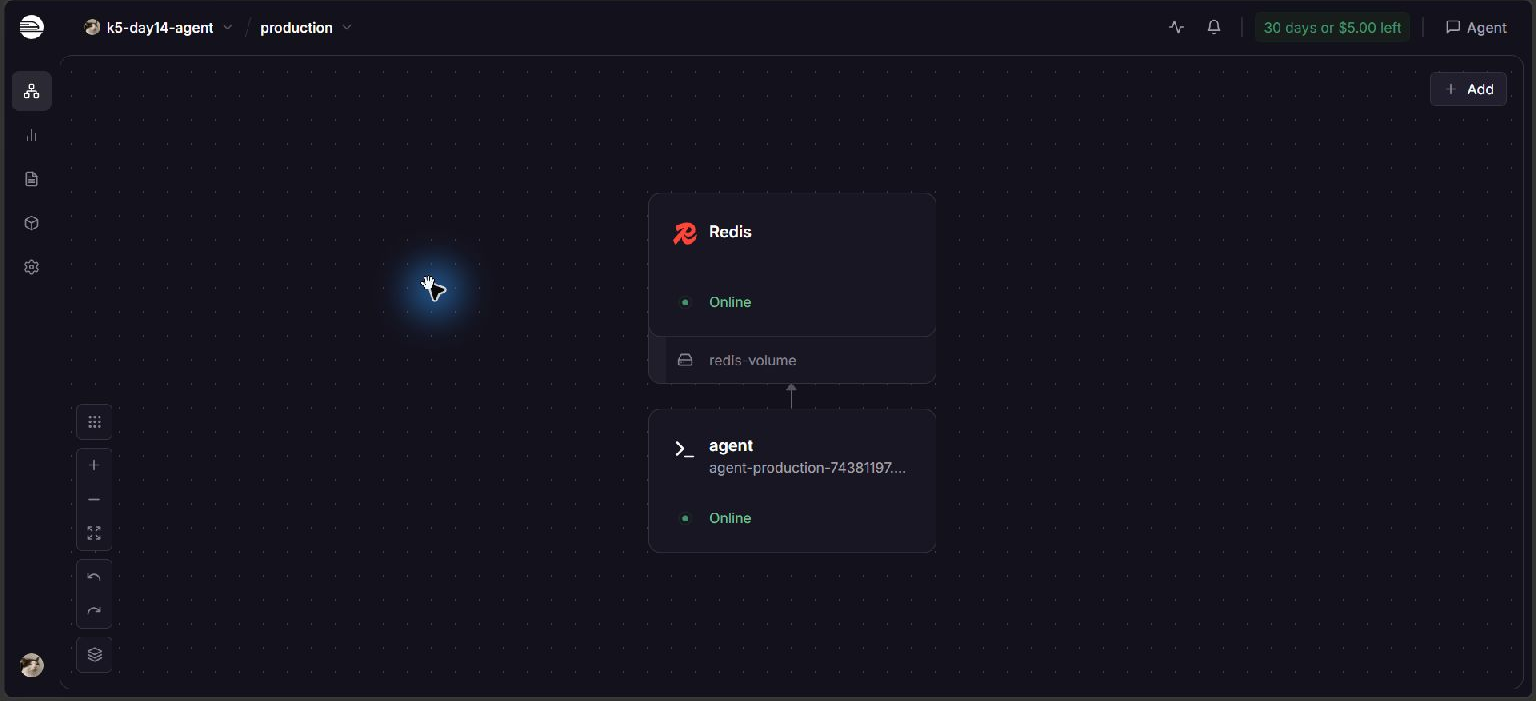 k5-day14-agent / production
30 days or $5.00 left
Agent
+ Add
Redis
Online
redis-volume
agent
agent-production-74381197....
Online